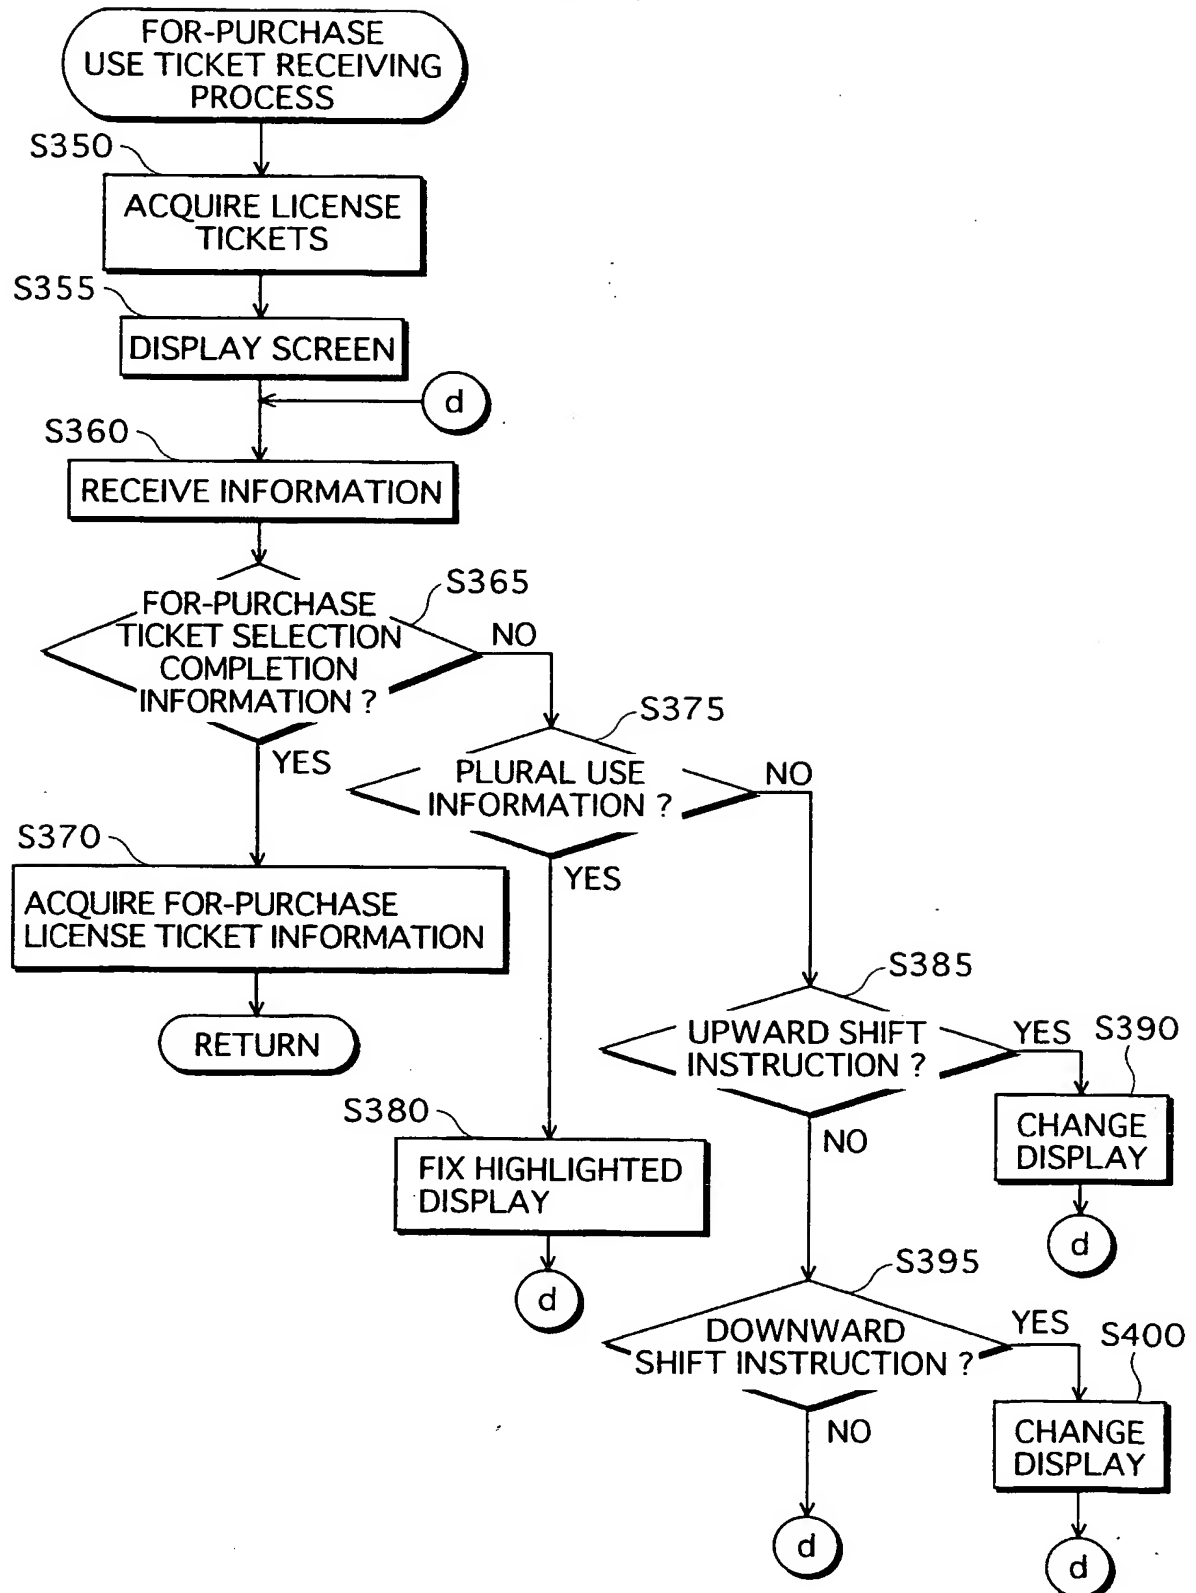 FOR-PURCHASE
USE TICKET RECEIVING
PROCESS
S350
ACQUIRE LICENSE
TICKETS
S355
DISPLAY SCREEN
d
S360
RECEIVE INFORMATION
S365
FOR-PURCHASE
TICKET SELECTION
COMPLETION
INFORMATION ?
NO
YES
S375
PLURAL USE
INFORMATION ?
NO
YES
S370
ACQUIRE FOR-PURCHASE
LICENSE TICKET INFORMATION
RETURN
S385
UPWARD SHIFT
INSTRUCTION ?
YES
NO
S390
CHANGE
DISPLAY
d
S380
FIX HIGHLIGHTED
DISPLAY
d
S395
DOWNWARD
SHIFT INSTRUCTION ?
YES
NO
S400
CHANGE
DISPLAY
d
d